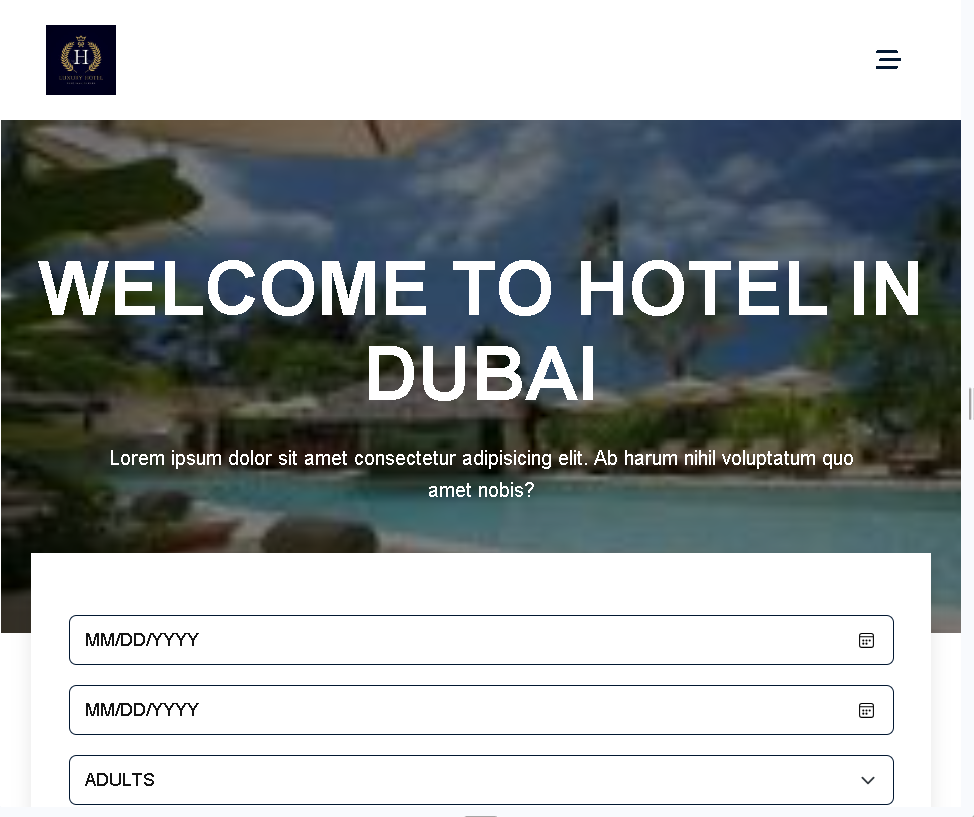 H
LUXURY HOTEL
WELCOME TO HOTEL IN
DUBAI
Lorem ipsum dolor sit amet consectetur adipisicing elit. Ab harum nihil voluptatum quo
amet nobis?
MM/DD/YYYY
MM/DD/YYYY
ADULTS